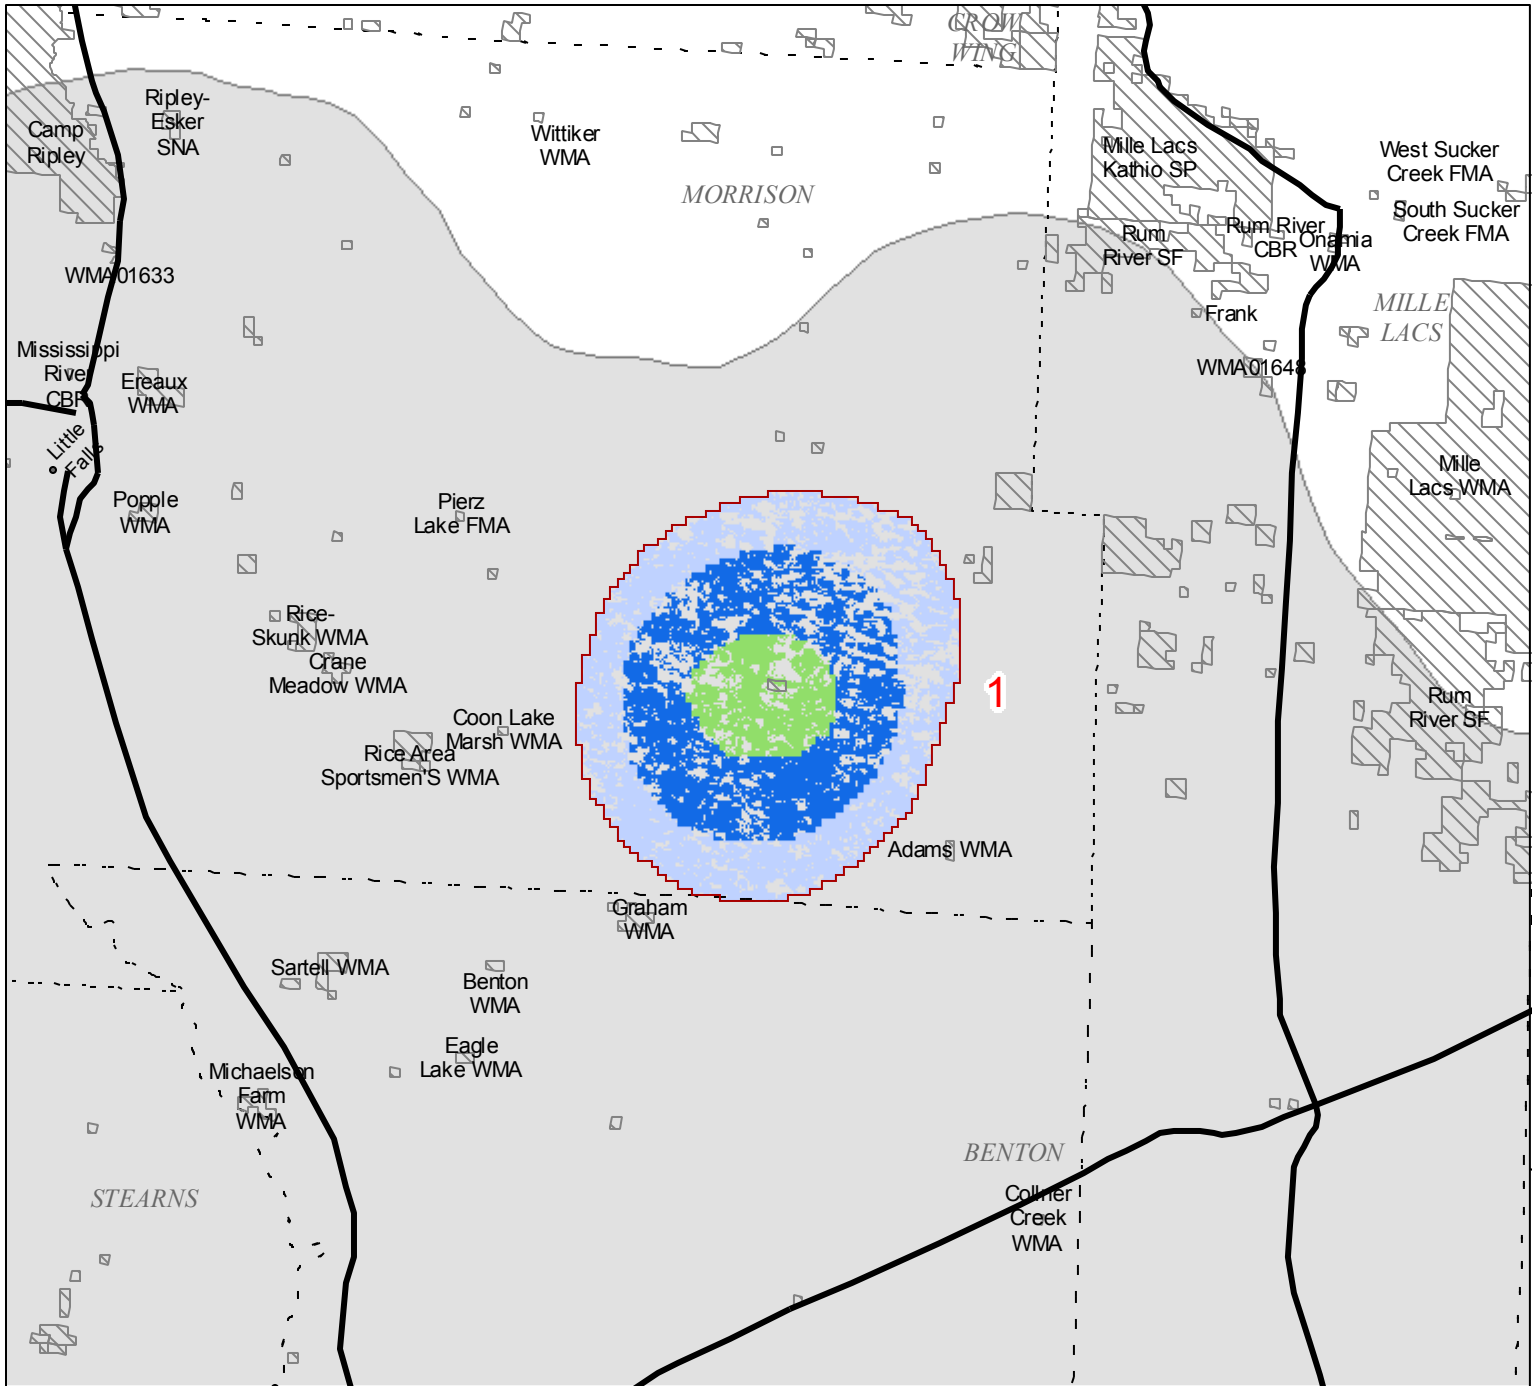 CROW
WING
Ripley-
Esker
SNA
Camp
Ripley
Wittiker
WMA
MORRISON
Mille Lacs
Kathio SP
West Sucker
Creek FMA
South Sucker
Creek FMA
Rum
River SF
Rum River
CBR
Onamia
WMA
WMA01633
MILLE
LACS
Frank
Mississippi
River
CBR
Ereaux
WMA
WMA01648
Little
Falls
Popple
WMA
Pierz
Lake FMA
Mille
Lacs WMA
Rice-
Skunk WMA
Crane
Meadow WMA
1
Rum
River SF
Coon Lake
Marsh WMA
Rice Area
Sportsmen'S WMA
Adams WMA
Graham
WMA
Sartell WMA
Benton
WMA
Eagle
Lake WMA
Michaelson
Farm
WMA
BENTON
STEARNS
Collner
Creek
WMA